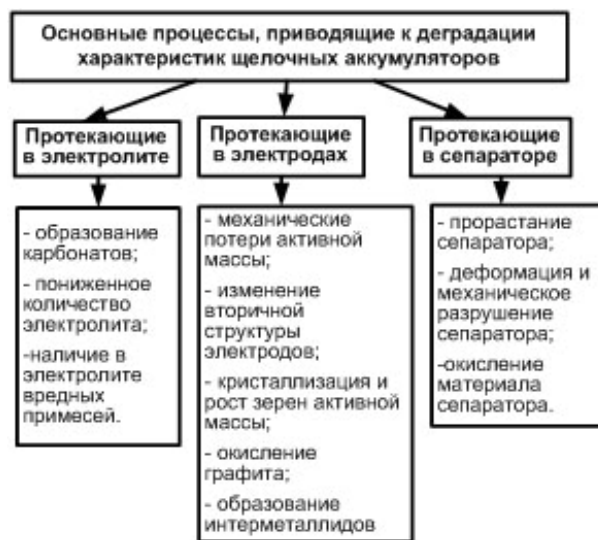 Основные процессы, приводящие к деградации
характеристик щелочных аккумуляторов
Протекающие
в электролите
Протекающие
в электродах
Протекающие
в сепараторе
- образование
карбонатов;
- пониженное
количество
электролита;
-наличие в
электролите
вредных
примесей.
- механические
потери активной
массы;
- изменение
вторичной
структуры
электродов;
- кристаллизация и
рост зерен активной
массы;
- окисление
графита;
- образование
интерметаллидов
- прорастание
сепаратора;
- деформация и
механическое
разрушение
сепаратора;
-окисление
материала
сепаратора.